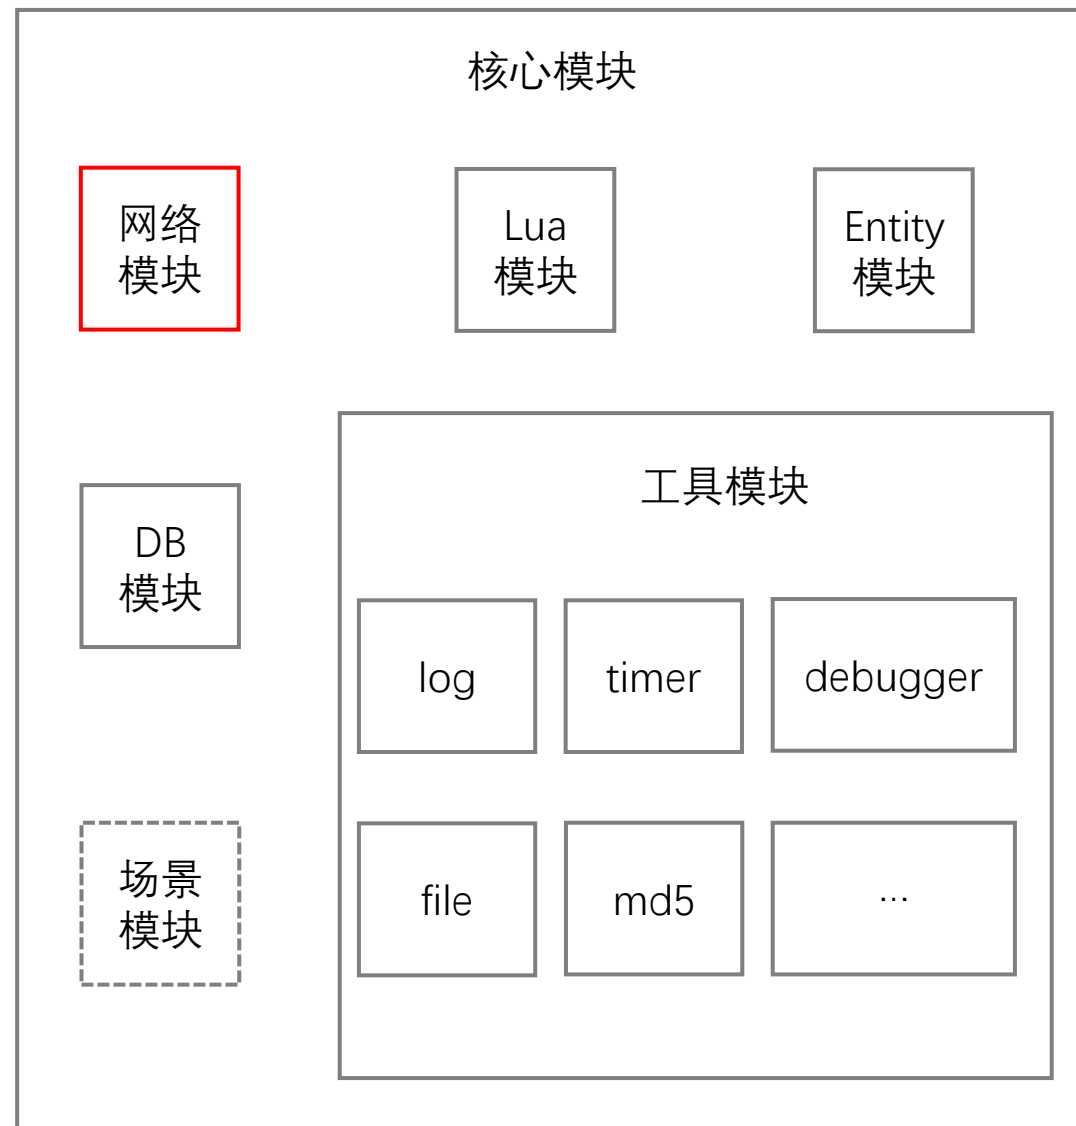 核心模块
网络
模块
Lua
模块
Entity
模块
DB
模块
工具模块
log
timer
debugger
场景
模块
file
md5
...